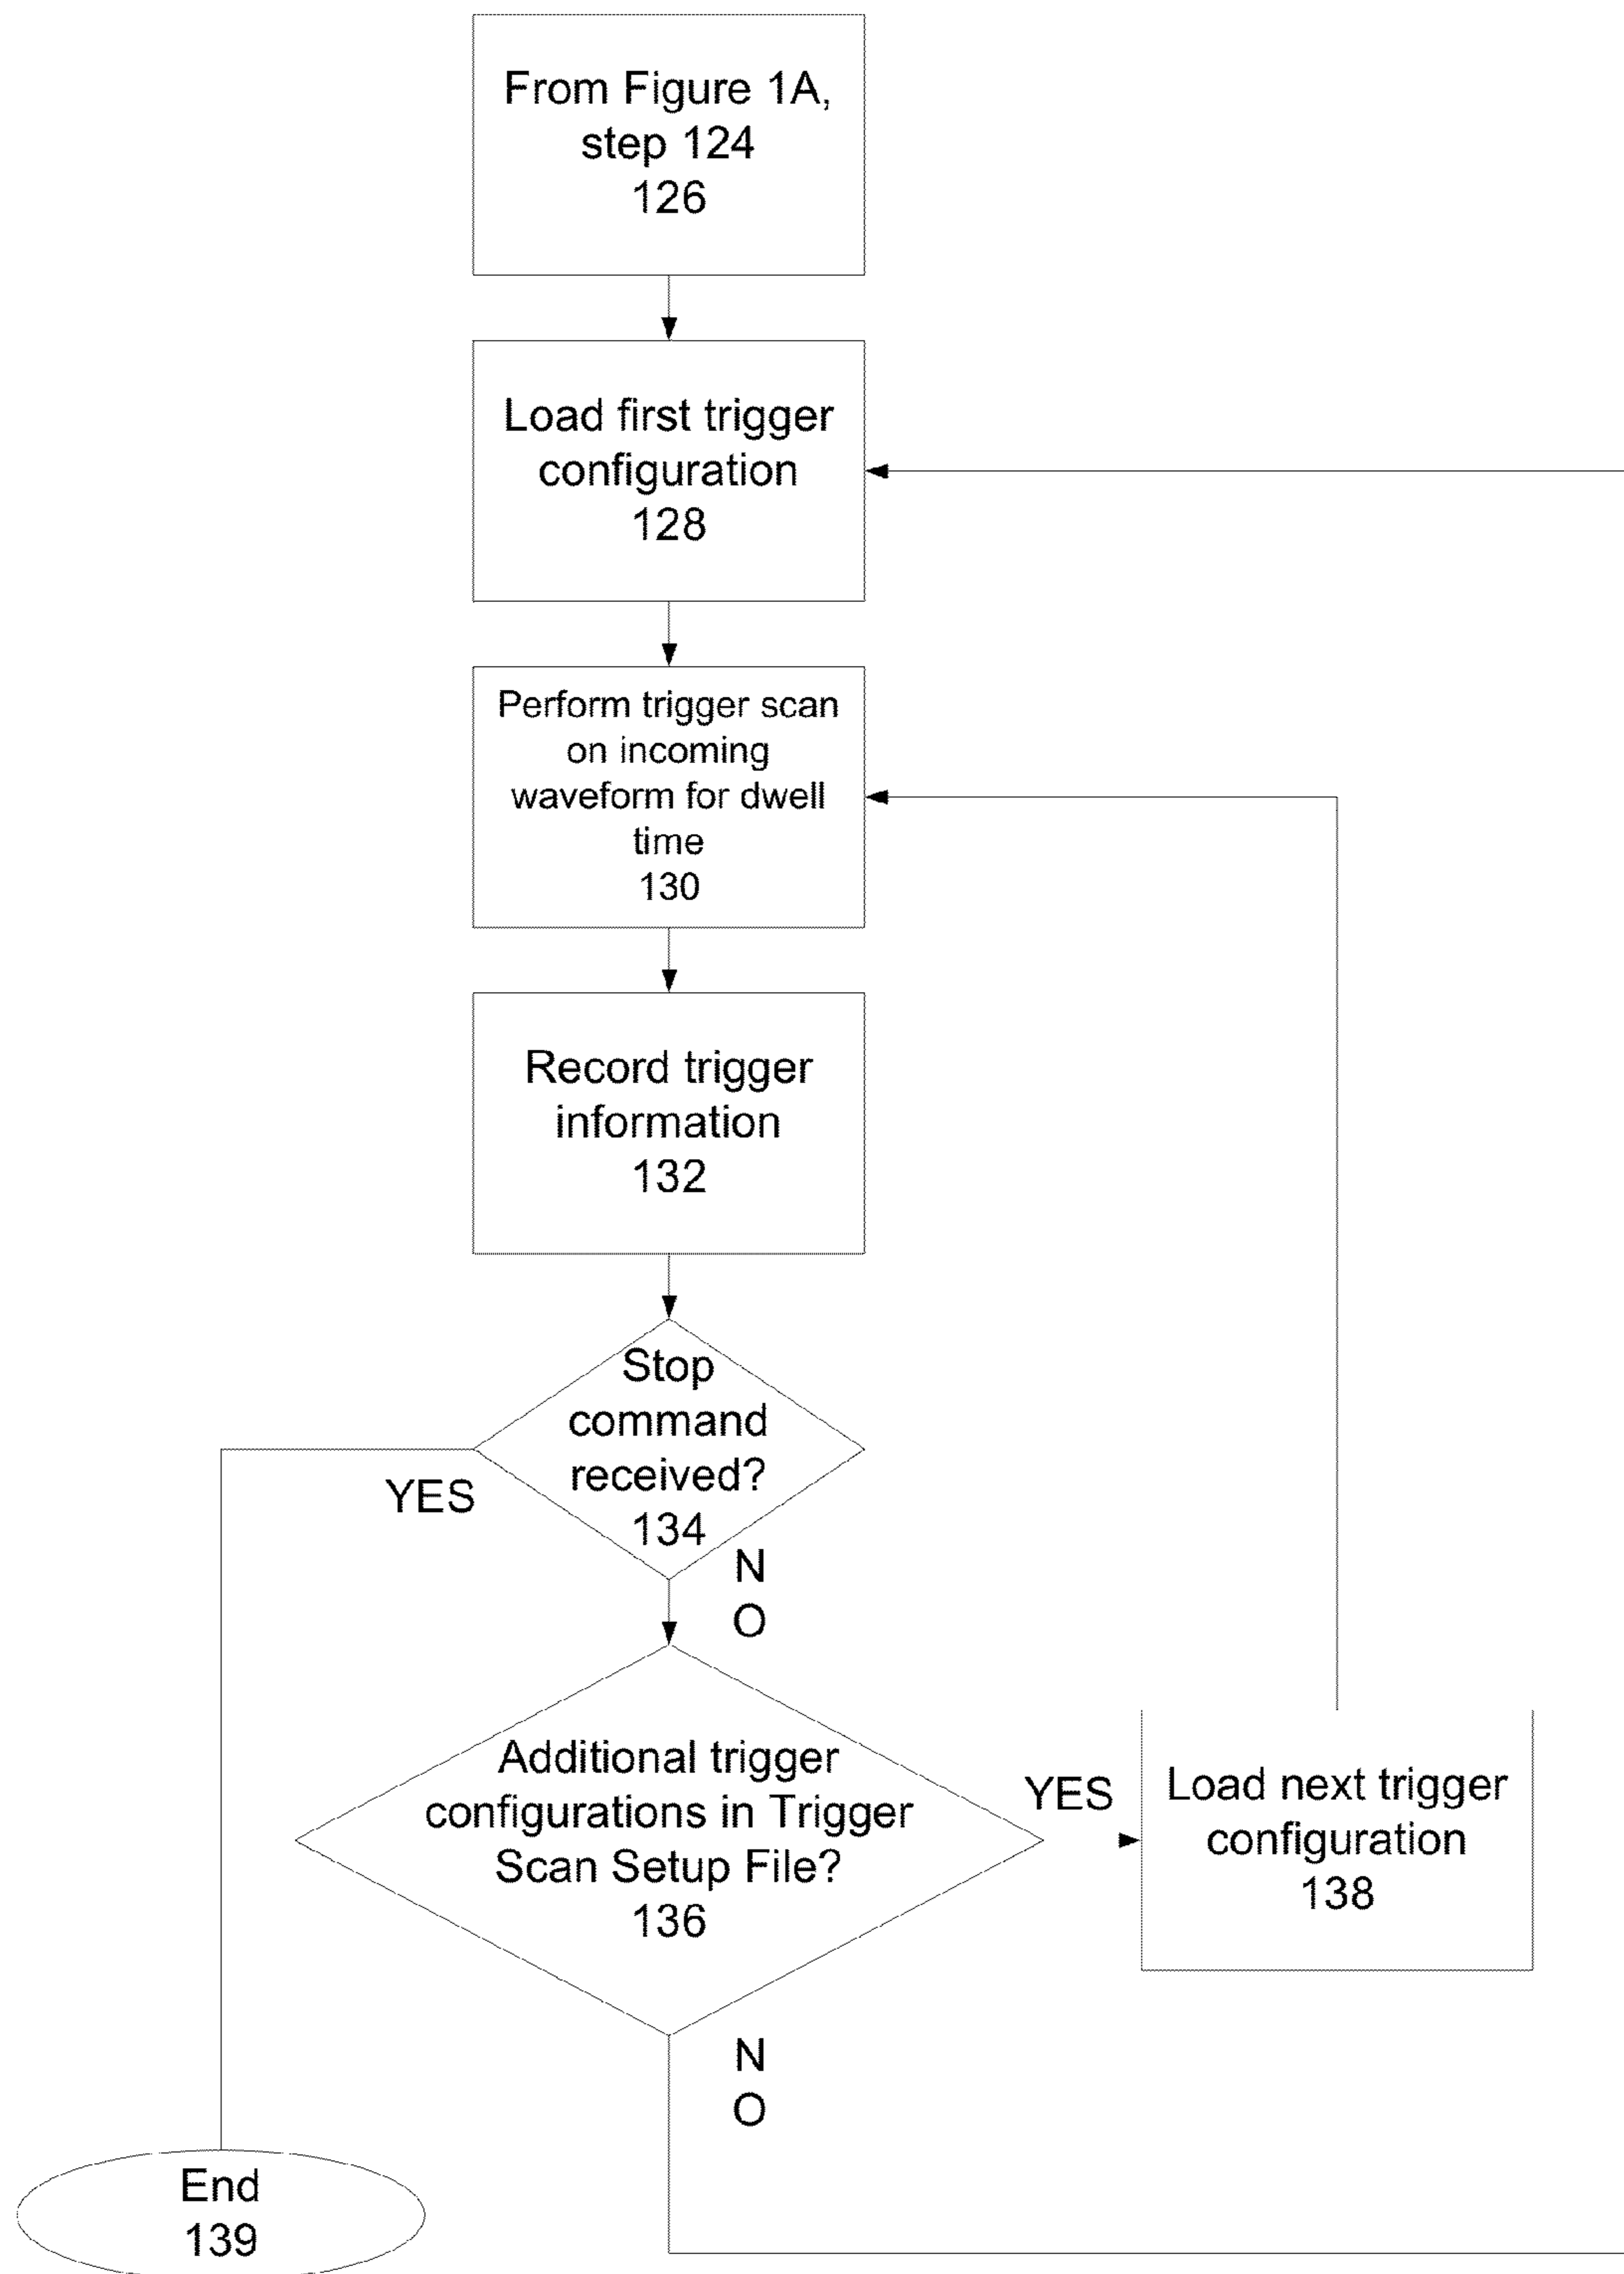 From Figure 1A,
step 124
126
Load first trigger
configuration
128
Perform trigger scan
on incoming
waveform for dwell
time
130
Record trigger
information
132
Stop
command
received?
134
YES
N
O
Additional trigger
configurations in Trigger
Scan Setup File?
136
YES
Load next trigger
configuration
138
N
O
End
139